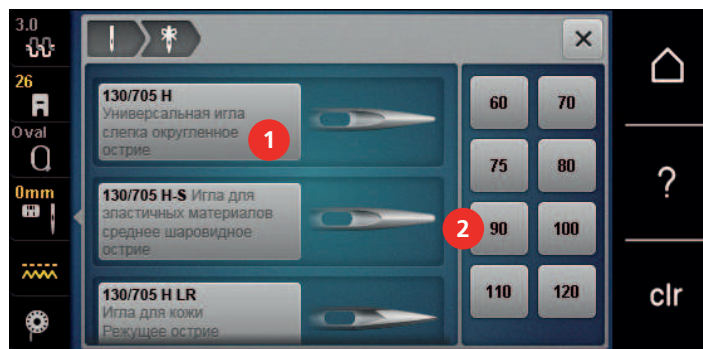 3.0
26
Oval
0mm
130/705 H
Универсальная игла
слегка округленное
острие
1
130/705 H-S Игла для
эластичных материалов
среднее шаровидное
острие
130/705 H LR
Игла для кожи
Режущее острие
60 70
75 80
2
90 100
110 120
?
clr